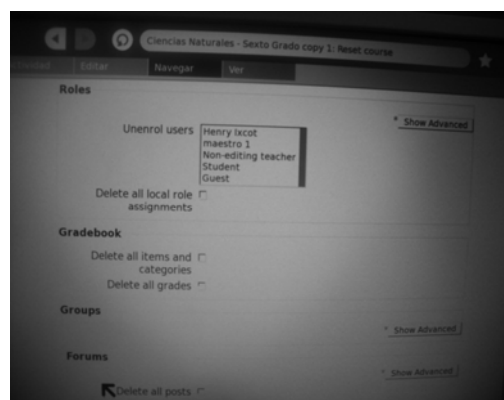 Ciencias Naturales - Sexto Grado copy 1: Reset course
Actividad Editar Navegar Ver
Roles
* Show Advanced
Unenrol users
Henry Ixcot
maestro 1
Non-editing teacher
Student
Guest
Delete all local role
assignments
Gradebook
Delete all items and
categories
Delete all grades
Groups
* Show Advanced
Forums
* Show Advanced
Delete all posts